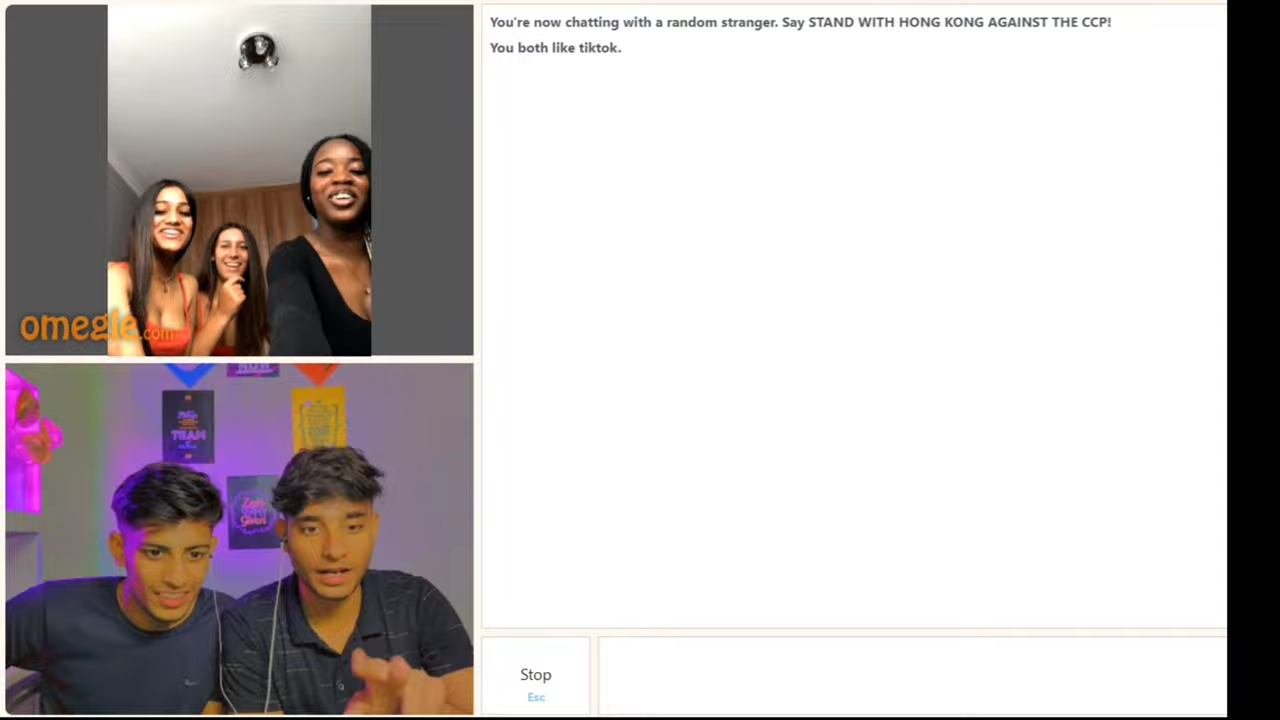 You're now chatting with a random stranger. Say STAND WITH HONG KONG AGAINST THE CCP!
You both like tiktok.
omegle.com
TEAM
Zero
Stop
Esc